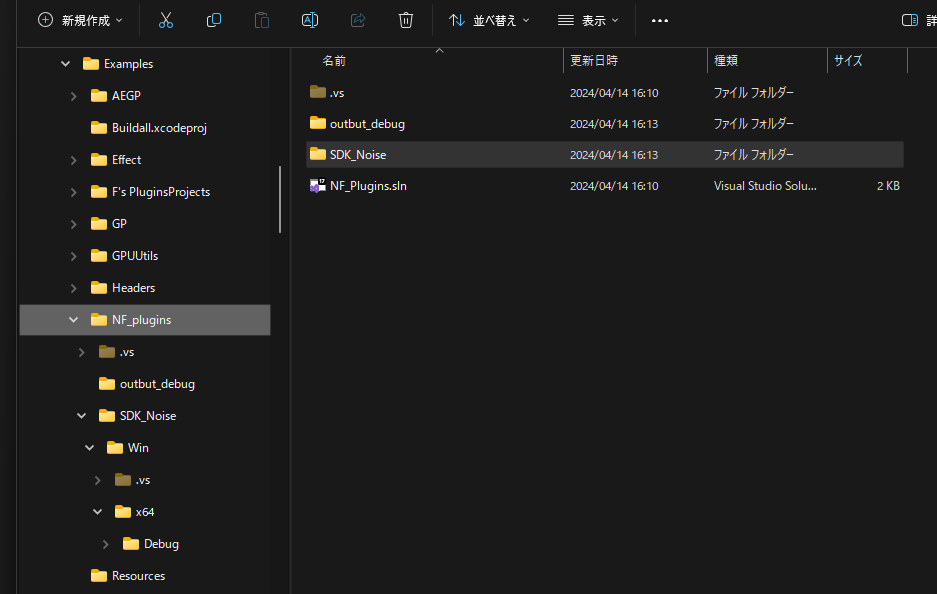 新規作成
並べ替え
表示
詳
Examples
AEGP
Buildall.xcodeproj
Effect
F's PluginsProjects
GP
GPUUtils
Headers
NF_plugins
.vs
outbut_debug
SDK_Noise
Win
.vs
x64
Debug
Resources
名前 更新日時 種類 サイズ
.vs 2024/04/14 16:10 ファイル フォルダー
outbut_debug 2024/04/14 16:13 ファイル フォルダー
SDK_Noise 2024/04/14 16:13 ファイル フォルダー
NF_Plugins.sln 2024/04/14 16:10 Visual Studio Solu... 2 KB